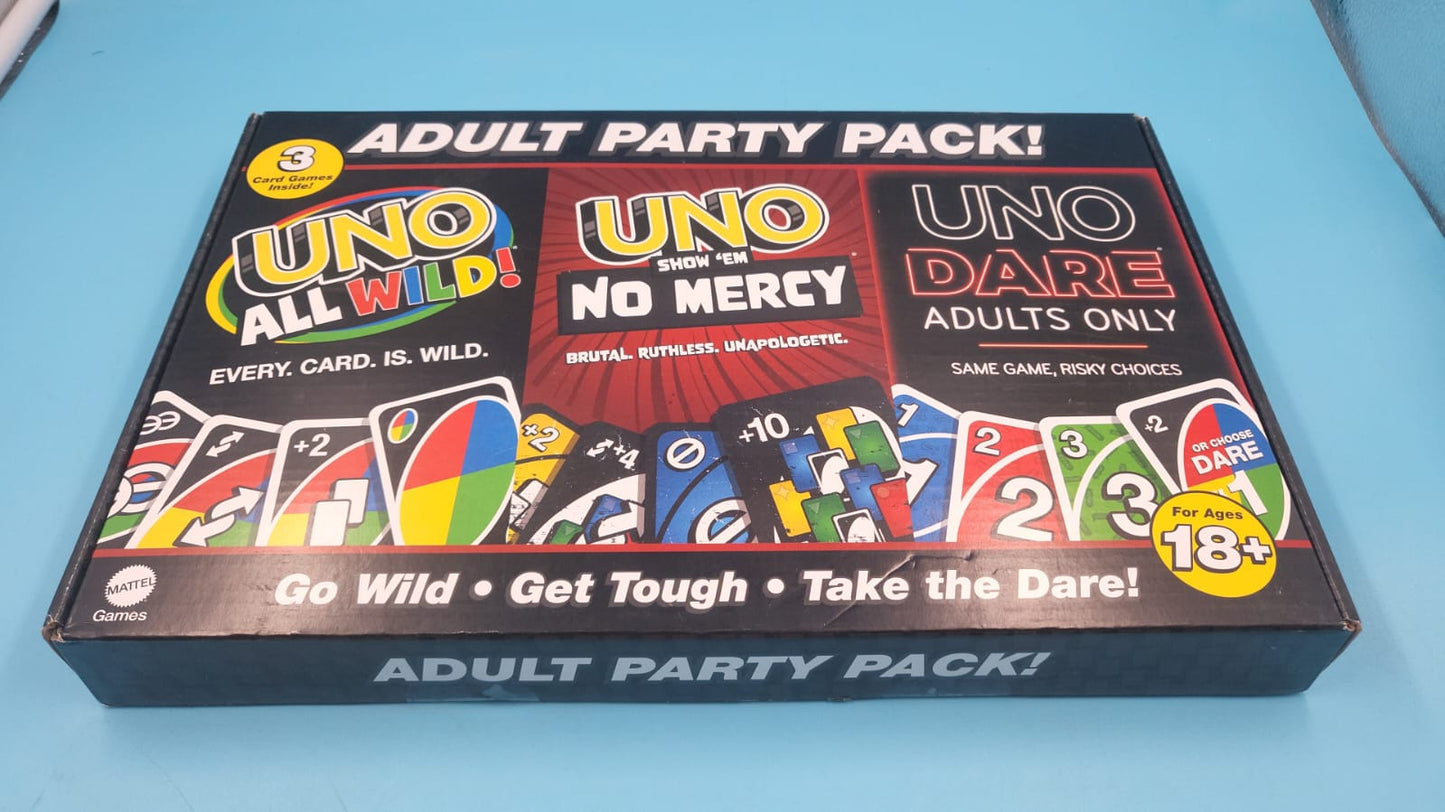 ADULT PARTY PACK!
3
Card Games
Inside!
UNO
ALL WILD!
EVERY. CARD. IS. WILD.
UNO
SHOW 'EM
NO MERCY
BRUTAL. RUTHLESS. UNAPOLOGETIC.
UNO
DARE
ADULTS ONLY
SAME GAME, RISKY CHOICES
+2
×2
+4
+10
1
2
2
3
3
+2
OR CHOOSE
DARE
1
For Ages
18+
MATTEL
Games
Go Wild • Get Tough • Take the Dare!
ADULT PARTY PACK!